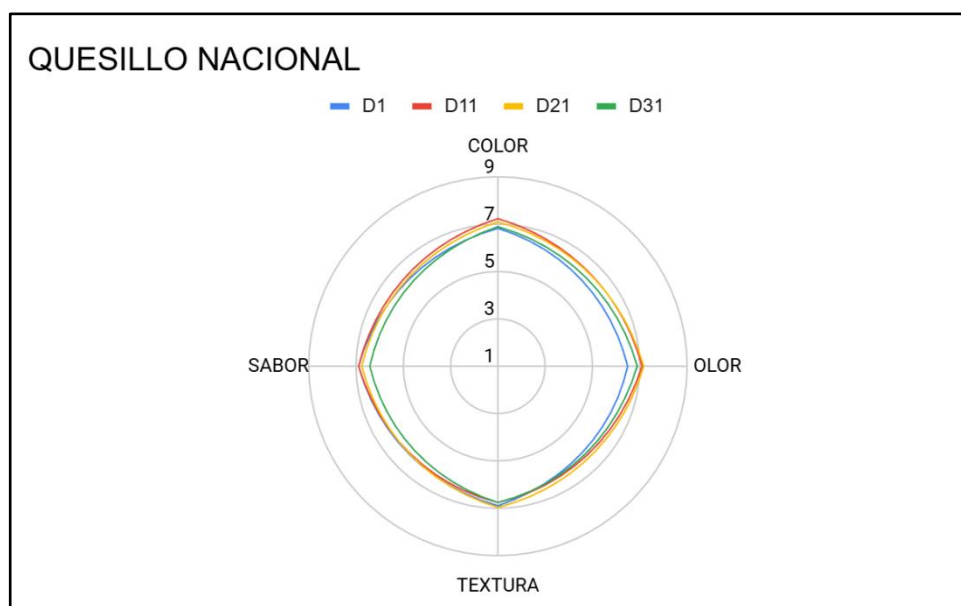 QUESILLO NACIONAL
D1 D11 D21 D31
COLOR
9
7
5
3
1
SABOR
OLOR
TEXTURA